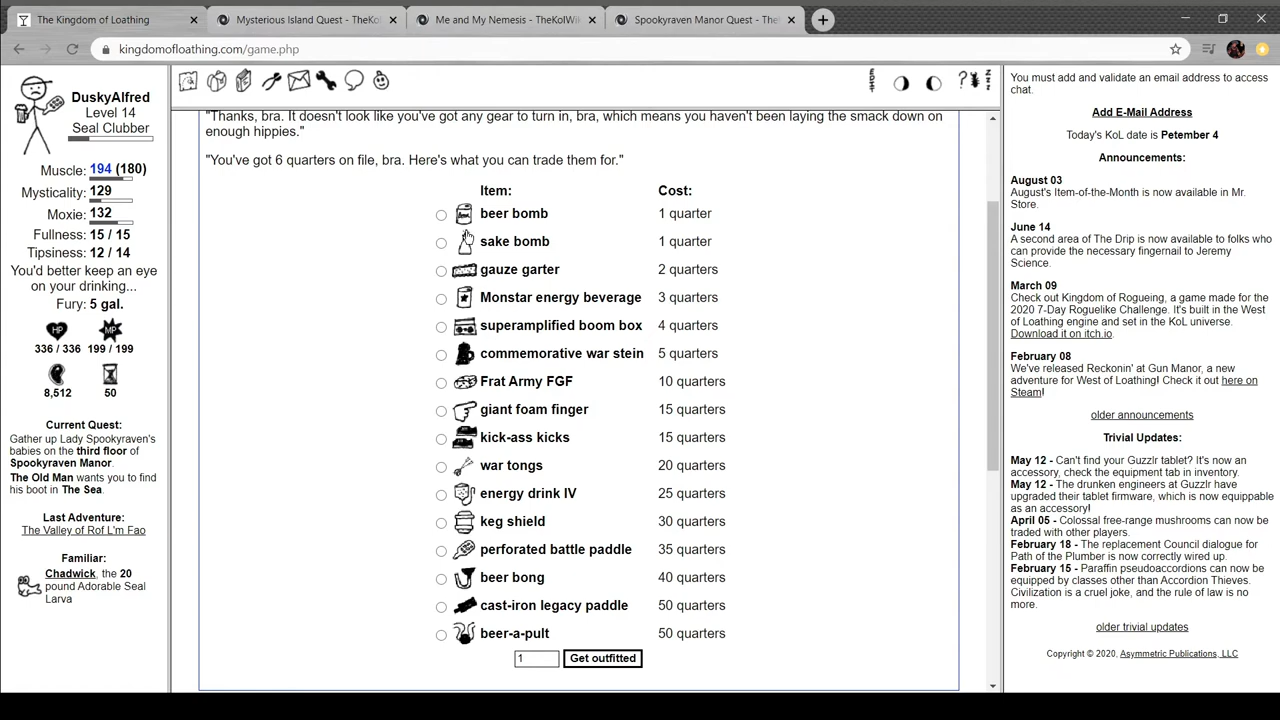 The Kingdom of Loathing
Mysterious Island Quest - TheKoL
Me and My Nemesis - TheKolWik
Spookyraven Manor Quest - The
kingdomofloathing.com/game.php
DuskyAlfred
Level 14
Seal Clubber
Muscle: 194 (180)
Mysticality: 129
Moxie: 132
Fullness: 15 / 15
Tipsiness: 12 / 14
You'd better keep an eye
on your drinking...
Fury: 5 gal.
HP
MP
336 / 336
199 / 199
8,512
50
Current Quest:
Gather up Lady Spookyraven's
babies on the third floor of
Spookyraven Manor.
The Old Man wants you to find
his boot in The Sea.
Last Adventure:
The Valley of Rof L'm Fao
Familiar:
Chadwick, the 20
pound Adorable Seal
Larva
"Thanks, bra. It doesn't look like you've got any gear to turn in, bra, which means you haven't been laying the smack down on
enough hippies."
"You've got 6 quarters on file, bra. Here's what you can trade them for."
Item: Cost:
beer bomb 1 quarter
sake bomb 1 quarter
gauze garter 2 quarters
Monstar energy beverage 3 quarters
superamplified boom box 4 quarters
commemorative war stein 5 quarters
Frat Army FGF 10 quarters
giant foam finger 15 quarters
kick-ass kicks 15 quarters
war tongs 20 quarters
energy drink IV 25 quarters
keg shield 30 quarters
perforated battle paddle 35 quarters
beer bong 40 quarters
cast-iron legacy paddle 50 quarters
beer-a-pult 50 quarters
1 Get outfitted
You must add and validate an email address to access
chat.
Add E-Mail Address
Today's KoL date is Petember 4
Announcements:
August 03
August's Item-of-the-Month is now available in Mr.
Store.
June 14
A second area of The Drip is now available to folks who
can provide the necessary fingernail to Jeremy
Science.
March 09
Check out Kingdom of Rogueing, a game made for the
2020 7-Day Roguelike Challenge. It's built in the West
of Loathing engine and set in the KoL universe.
Download it on itch.io.
February 08
We've released Reckonin' at Gun Manor, a new
adventure for West of Loathing! Check it out here on
Steam!
older announcements
Trivial Updates:
May 12 - Can't find your Guzzlr tablet? It's now an
accessory, check the equipment tab in inventory.
May 12 - The drunken engineers at Guzzlr have
upgraded their tablet firmware, which is now equippable
as an accessory!
April 05 - Colossal free-range mushrooms can now be
traded with other players.
February 18 - The replacement Council dialogue for
Path of the Plumber is now correctly wired up.
February 15 - Paraffin pseudoaccordions can now be
equipped by classes other than Accordion Thieves.
Civilization is a cruel joke, and the rule of law is no
more.
older trivial updates
Copyright © 2020, Asymmetric Publications, LLC